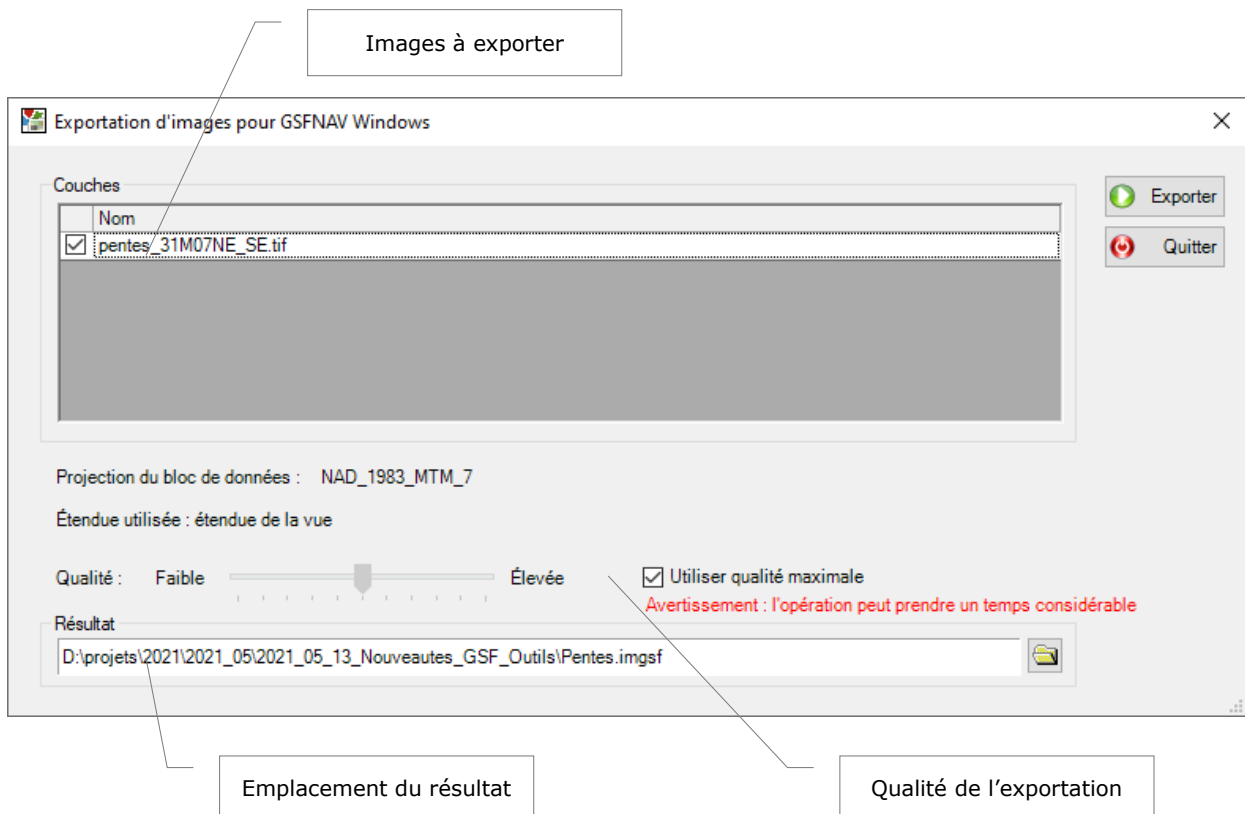 Images à exporter
Exportation d'images pour GSFNAV Windows
Couches
Exporter
Nom
pentes_31M07NE_SE.tif
Quitter
Projection du bloc de données : NAD_1983_MTM_7
Étendue utilisée : étendue de la vue
Qualité : Faible Élevée Utiliser qualité maximale
Avertissement : l'opération peut prendre un temps considérable
Résultat
D:\projets\2021\2021_05\2021_05_13_Nouveautes_GSF_Outils\Pentes.imgsf
Emplacement du résultat
Qualité de l’exportation